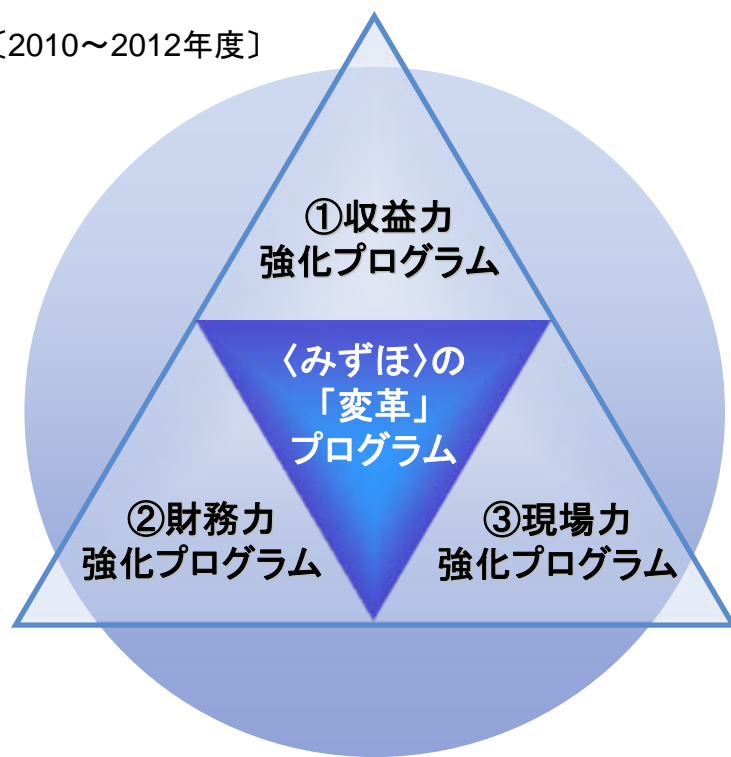 〔2010～2012年度〕
①収益力
強化プログラム
〈みずほ〉の
「変革」
プログラム
②財務力
強化プログラム
③現場力
強化プログラム